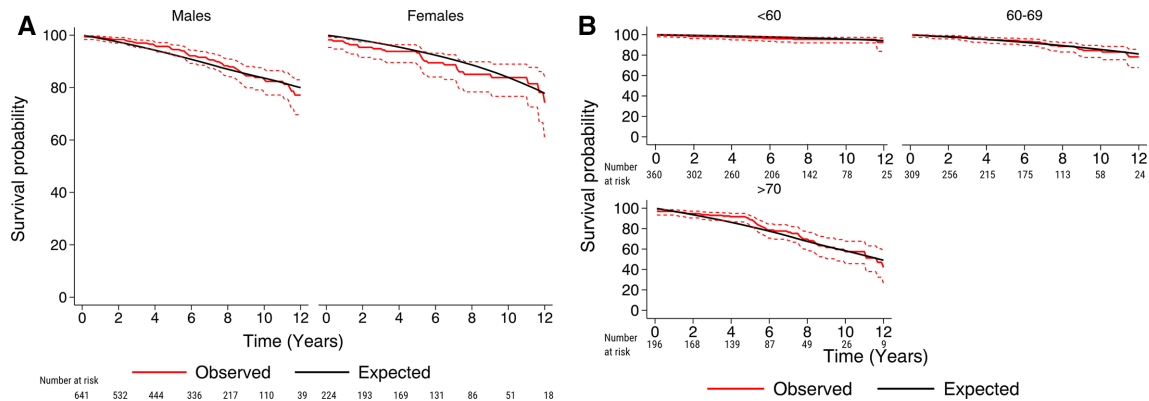 A
Males
Females
100
80
60
40
20
0
Survival probability
0 2 4 6 8 10 12
0 2 4 6 8 10 12
Time (Years)
Observed
Expected
Number at risk
641 532 444 336 217 110 39
224 193 169 131 86 51 18
B
<60
60-69
100
80
60
40
20
0
Survival probability
0 2 4 6 8 10 12
0 2 4 6 8 10 12
Number
at risk
360 302 260 206 142 78 25
309 256 215 175 113 58 24
>70
100
80
60
40
20
0
0 2 4 6 8 10 12
Number
at risk
196 168 139 87 49 26 9
Time (Years)
Observed
Expected